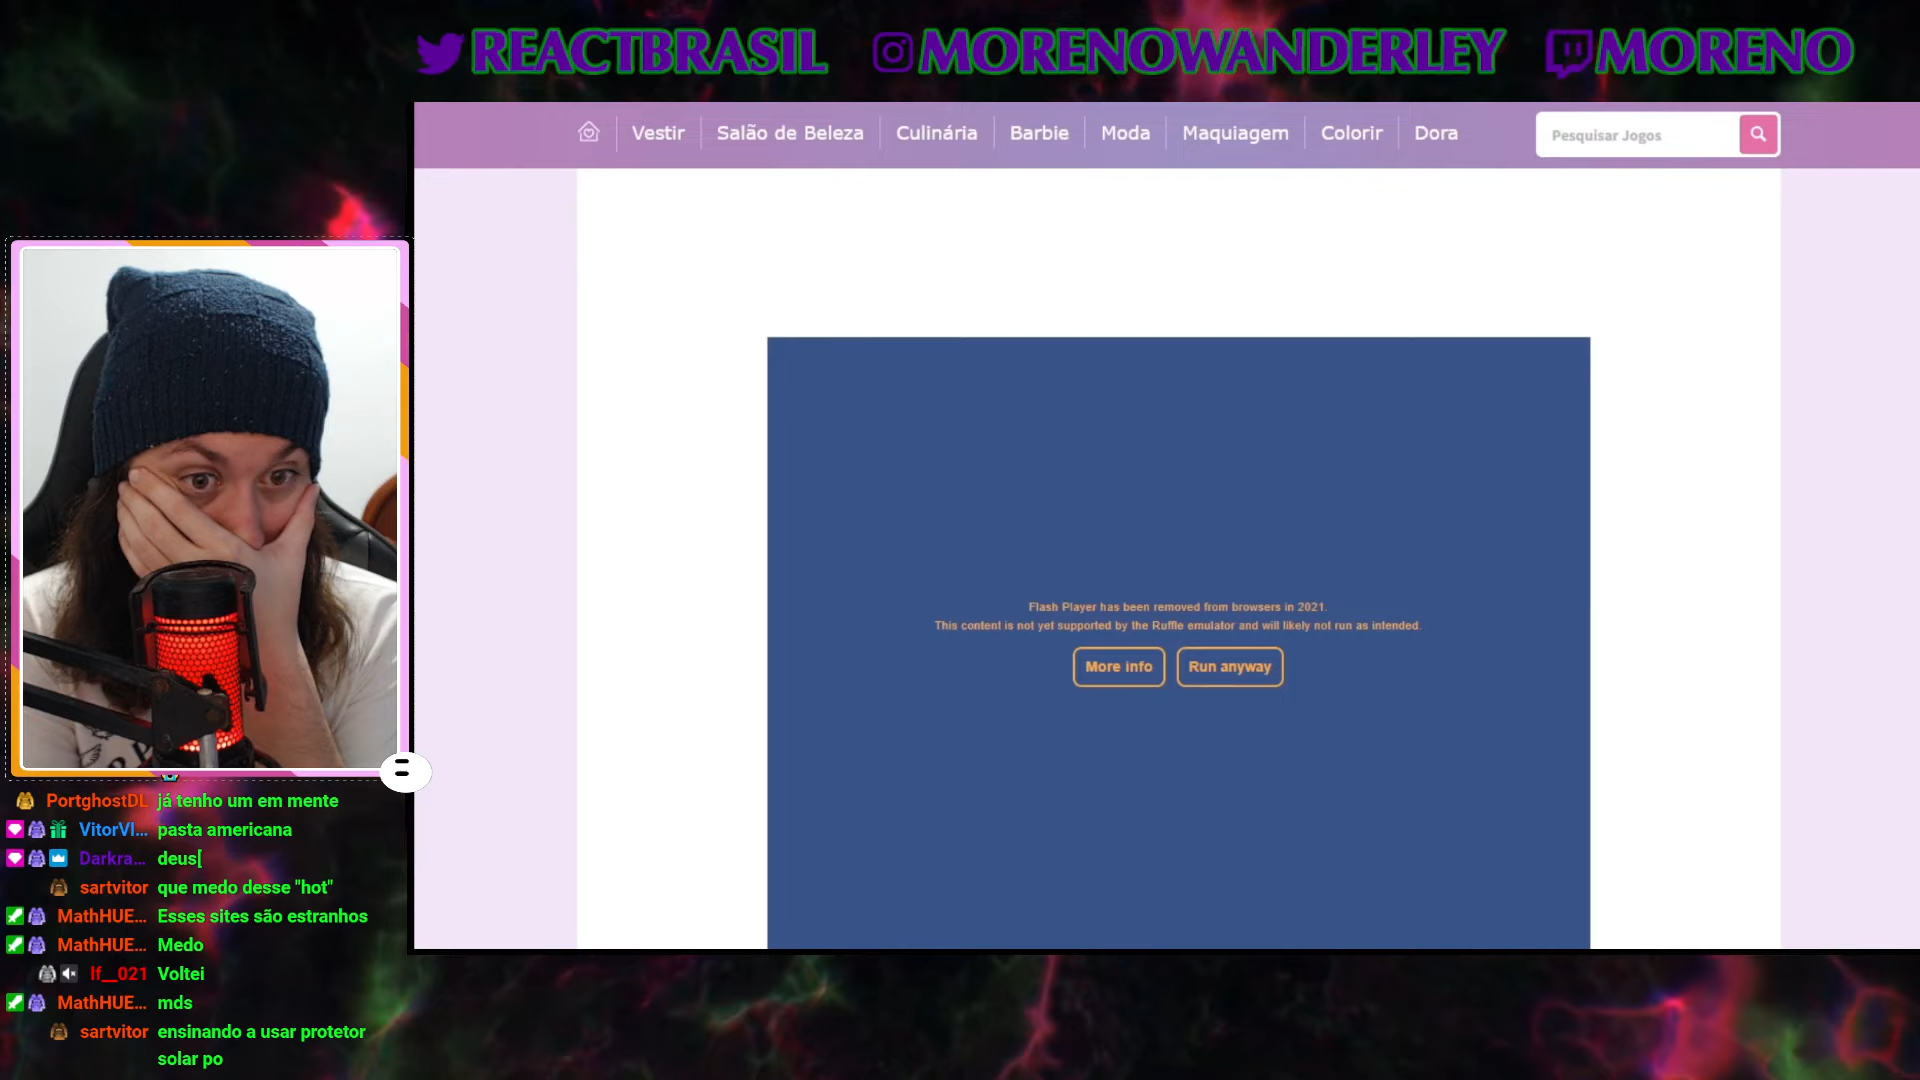 REACTBRASIL MORENOWANDERLEY MORENO
Vestir Salão de Beleza Culinária Barbie Moda Maquiagem Colorir Dora Pesquisar Jogos
Flash Player has been removed from browsers in 2021.
This content is not yet supported by the Ruffle emulator and will likely not run as intended.
More info Run anyway
PortghostDL já tenho um em mente
VitorVI... pasta americana
Darkra... deus[
sartvitor que medo desse "hot"
MathHUE... Esses sites são estranhos
MathHUE... Medo
lf__021 Voltei
MathHUE... mds
sartvitor ensinando a usar protetor
solar po